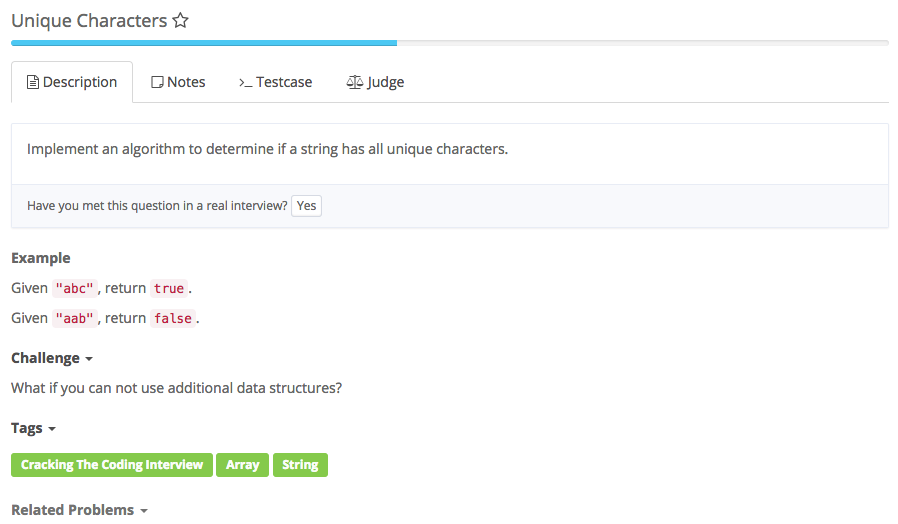 Unique Characters
Description Notes >_ Testcase Judge
Implement an algorithm to determine if a string has all unique characters.
Have you met this question in a real interview? Yes
Example
Given "abc", return true.
Given "aab", return false.
Challenge
What if you can not use additional data structures?
Tags
Cracking The Coding Interview Array String
Related Problems